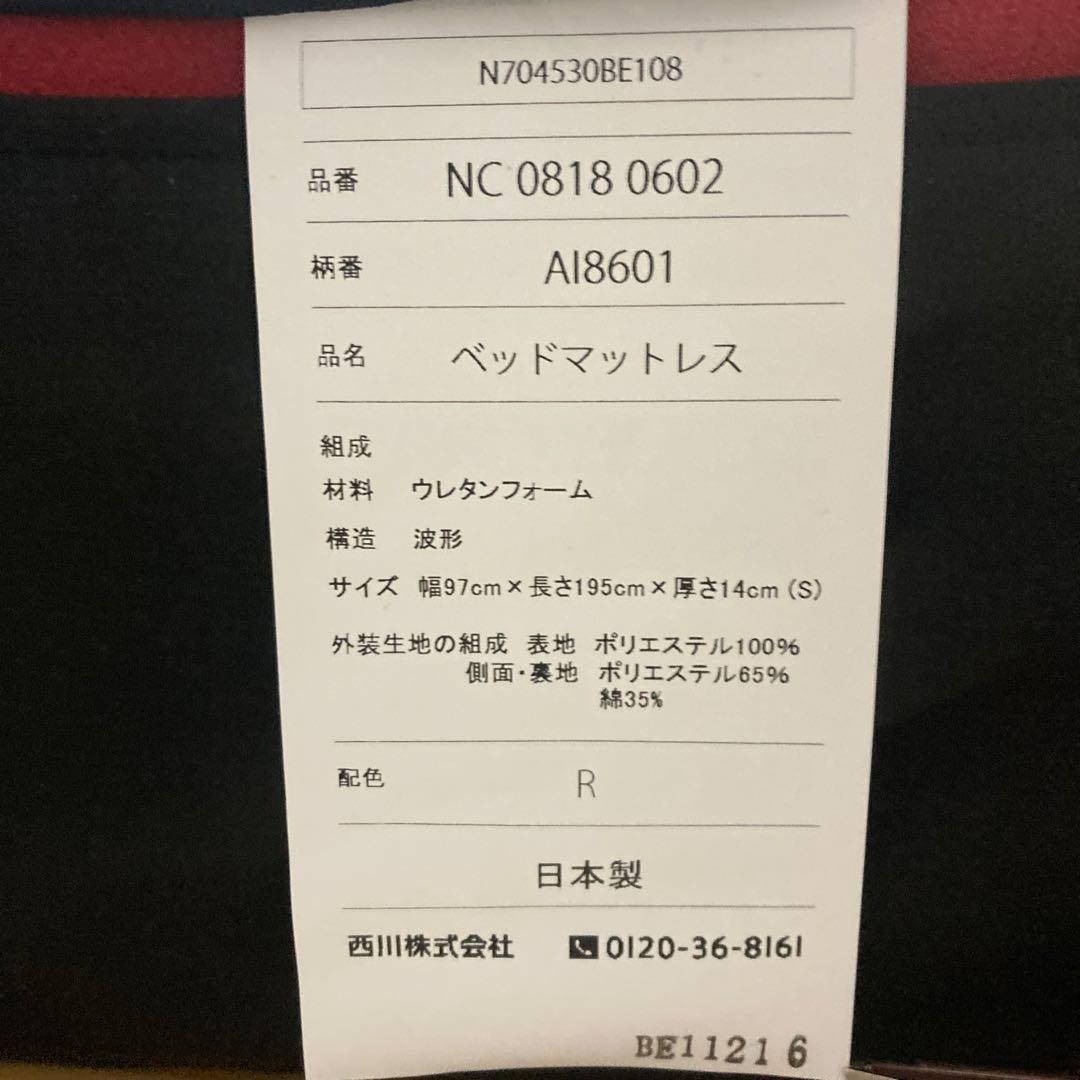 N704530BE108
品番 NC 0818 0602
柄番 AI8601
品名 ベッドマットレス
組成
材料 ウレタンフォーム
構造 波形
サイズ 幅97cm×長さ195cm×厚さ14cm (S)
外装生地の組成 表地 ポリエステル100%
側面・裏地 ポリエステル65%
綿35%
配色 R
日本製
西川株式会社 0120-36-8161
BE11216